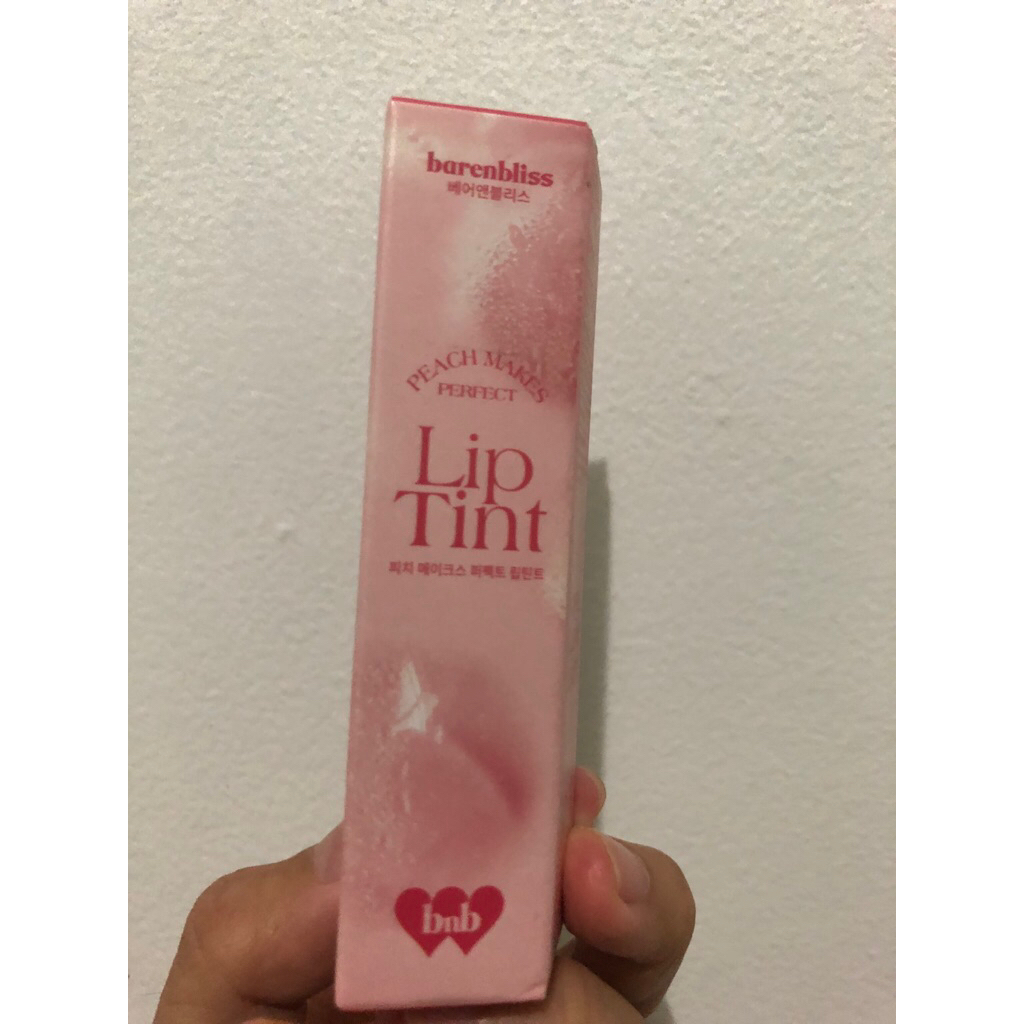 barenbliss
베어앤블리스
PEACH MAKES
PERFECT
Lip
Tint
피치 메이크스 퍼펙트 립틴트
bnb